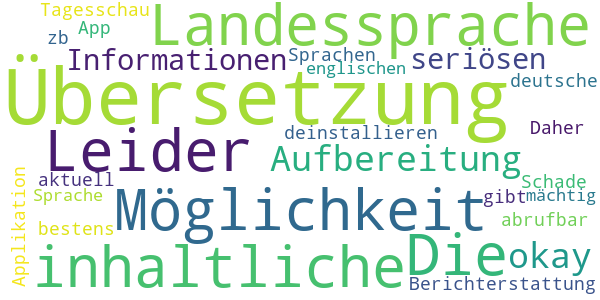 Tagesschau
App
Landessprache
zb
Informationen
Sprachen
seriösen
englischen
Übersetzung
deutsche
Leider
deinstallieren
Daher
Aufbereitung
aktuell
Applikation
Sprache
Möglichkeit
gibt
Schade
mächtig
bestens
abrufbar
inhaltliche
Die
okay
Berichterstattung